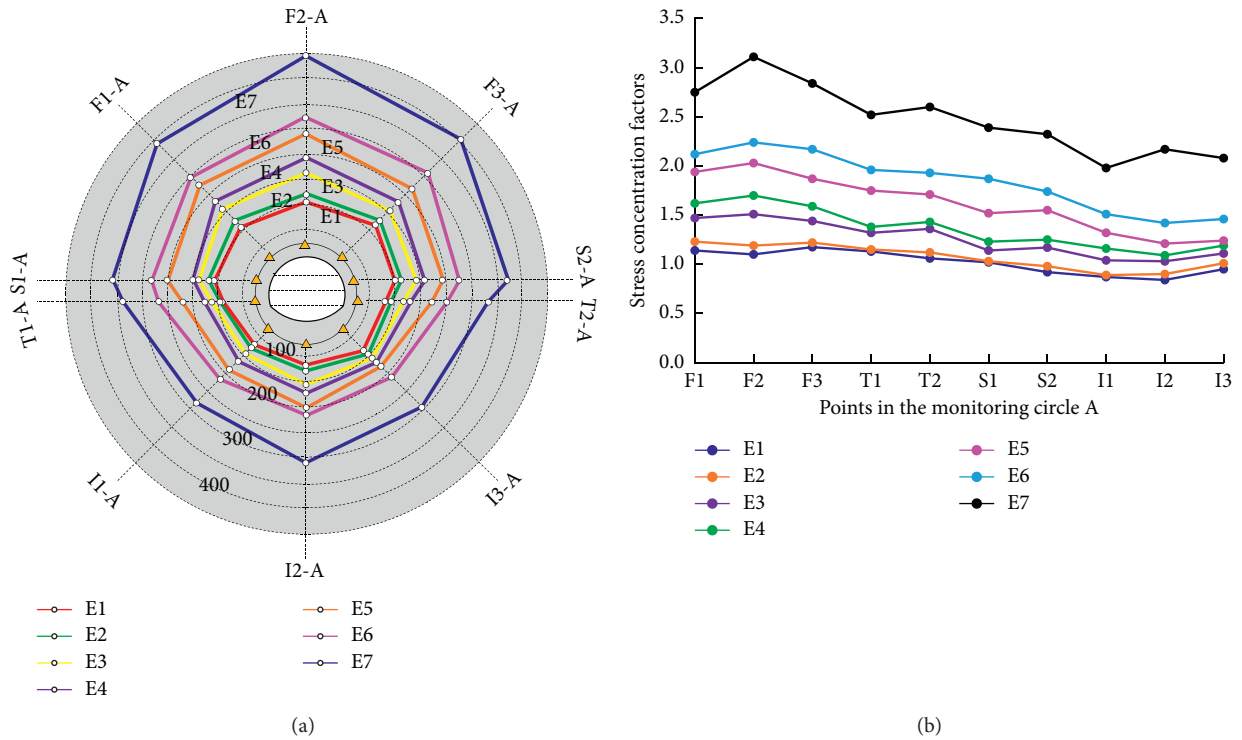 F2-A
F1-A
F3-A
E7
E6
E5
E4
E3
E2
E1
S1-A
T1-A
S2-A
T2-A
100
200
300
400
I1-A
I3-A
I2-A
E1
E2
E3
E4
E5
E6
E7
(a)
Stress concentration factors
3.5
3.0
2.5
2.0
1.5
1.0
0.5
0.0
F1 F2 F3 T1 T2 S1 S2 I1 I2 I3
Points in the monitoring circle A
E1
E2
E3
E4
E5
E6
E7
(b)